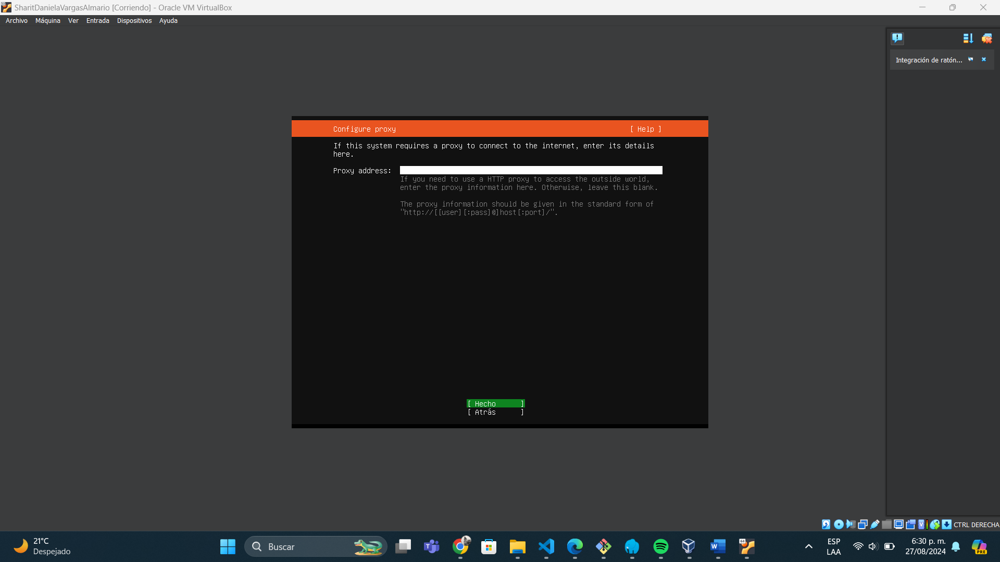 SharitDanielaVargasAlmario [Corriendo] - Oracle VM VirtualBox
Archivo Máquina Ver Entrada Dispositivos Ayuda
Integración de ratón...
Configure proxy [ Help ]
If this system requires a proxy to connect to the internet, enter its details
here.
Proxy address:
If you need to use a HTTP proxy to access the outside world,
enter the proxy information here. Otherwise, leave this blank.
The proxy information should be given in the standard form of
"http://[[user][:pass]@]host[:port]/".
[ Hecho ]
[ Atrás ]
CTRL DERECHA
21°C
Despejado
Buscar
ESP
LAA
6:30 p. m.
27/08/2024
PRE